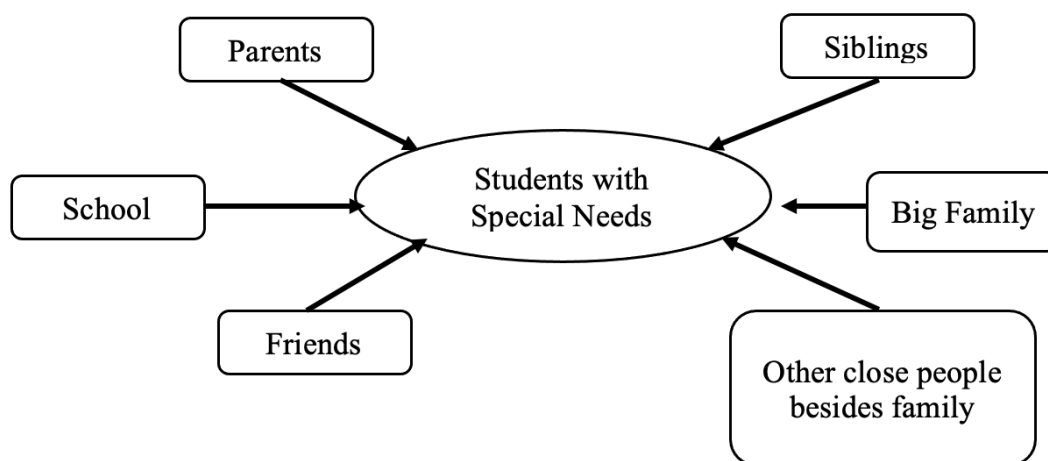 Parents
Siblings
Students with
Special Needs
School
Big Family
Friends
Other close people
besides family